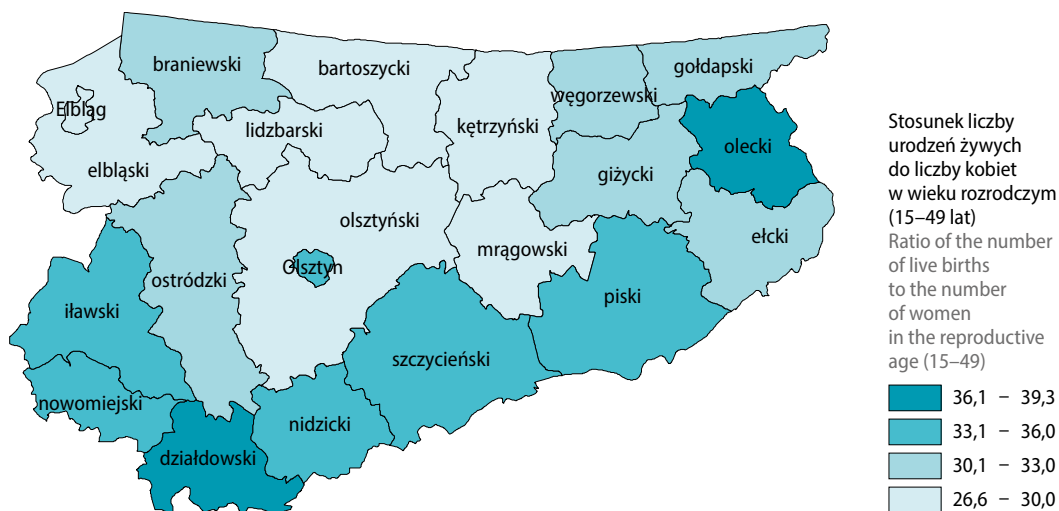 braniewski
bartoszycki
gołdapski
węgorzewski
Elbląg
lidzbarski
kętrzyński
olecki
elbląski
giżycki
olsztyński
ełcki
mrągowski
Olsztyn
ostródzki
piski
iławski
szczycieński
nowomiejski
nidzicki
działdowski
Stosunek liczby
urodzeń żywych
do liczby kobiet
w wieku rozrodczym
(15–49 lat)
Ratio of the number
of live births
to the number
of women
in the reproductive
age (15–49)
36,1 – 39,3
33,1 – 36,0
30,1 – 33,0
26,6 – 30,0